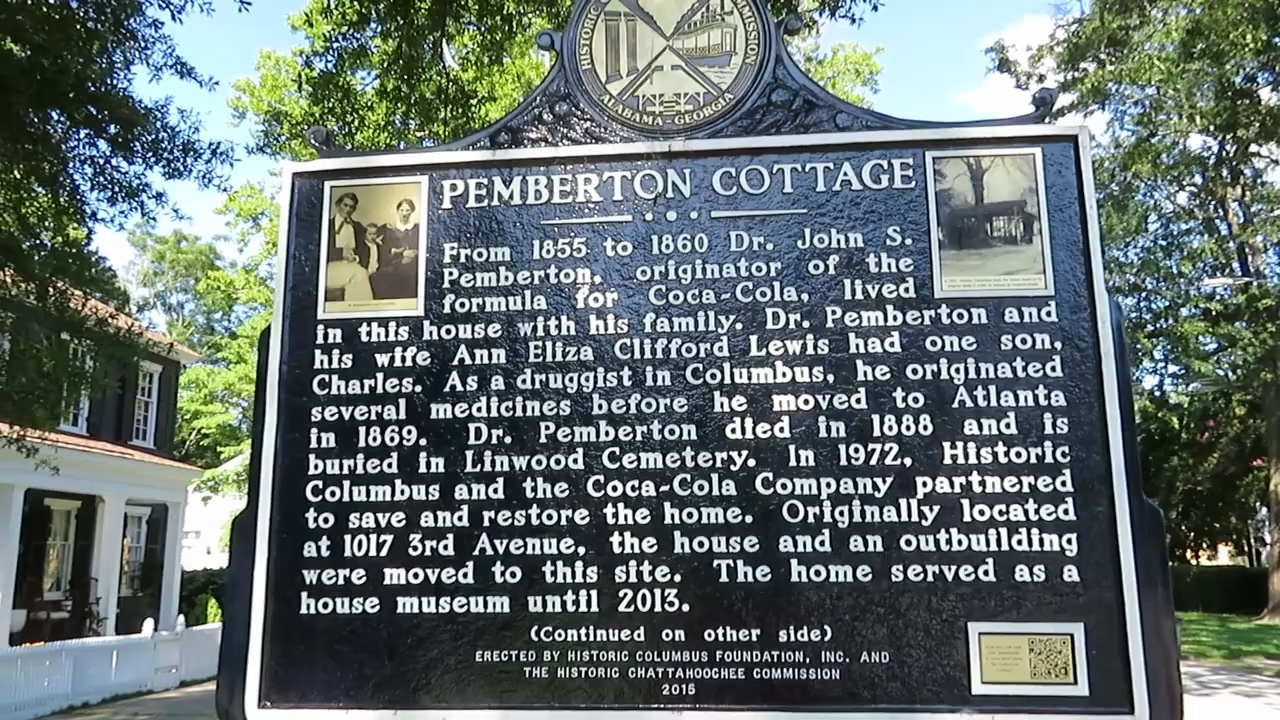 HISTORIC
MISSION
ALABAMA-GEORGIA
PEMBERTON COTTAGE
From 1855 to 1860 Dr. John S.
Pemberton, originator of the
formula for Coca-Cola, lived
in this house with his family. Dr. Pemberton and
his wife Ann Eliza Clifford Lewis had one son,
Charles. As a druggist in Columbus, he originated
several medicines before he moved to Atlanta
in 1869. Dr. Pemberton died in 1888 and is
buried in Linwood Cemetery. In 1972, Historic
Columbus and the Coca-Cola Company partnered
to save and restore the home. Originally located
at 1017 3rd Avenue, the house and an outbuilding
were moved to this site. The home served as a
house museum until 2013.
(Continued on other side)
ERECTED BY HISTORIC COLUMBUS FOUNDATION, INC. AND
THE HISTORIC CHATTAHOOCHEE COMMISSION
2015